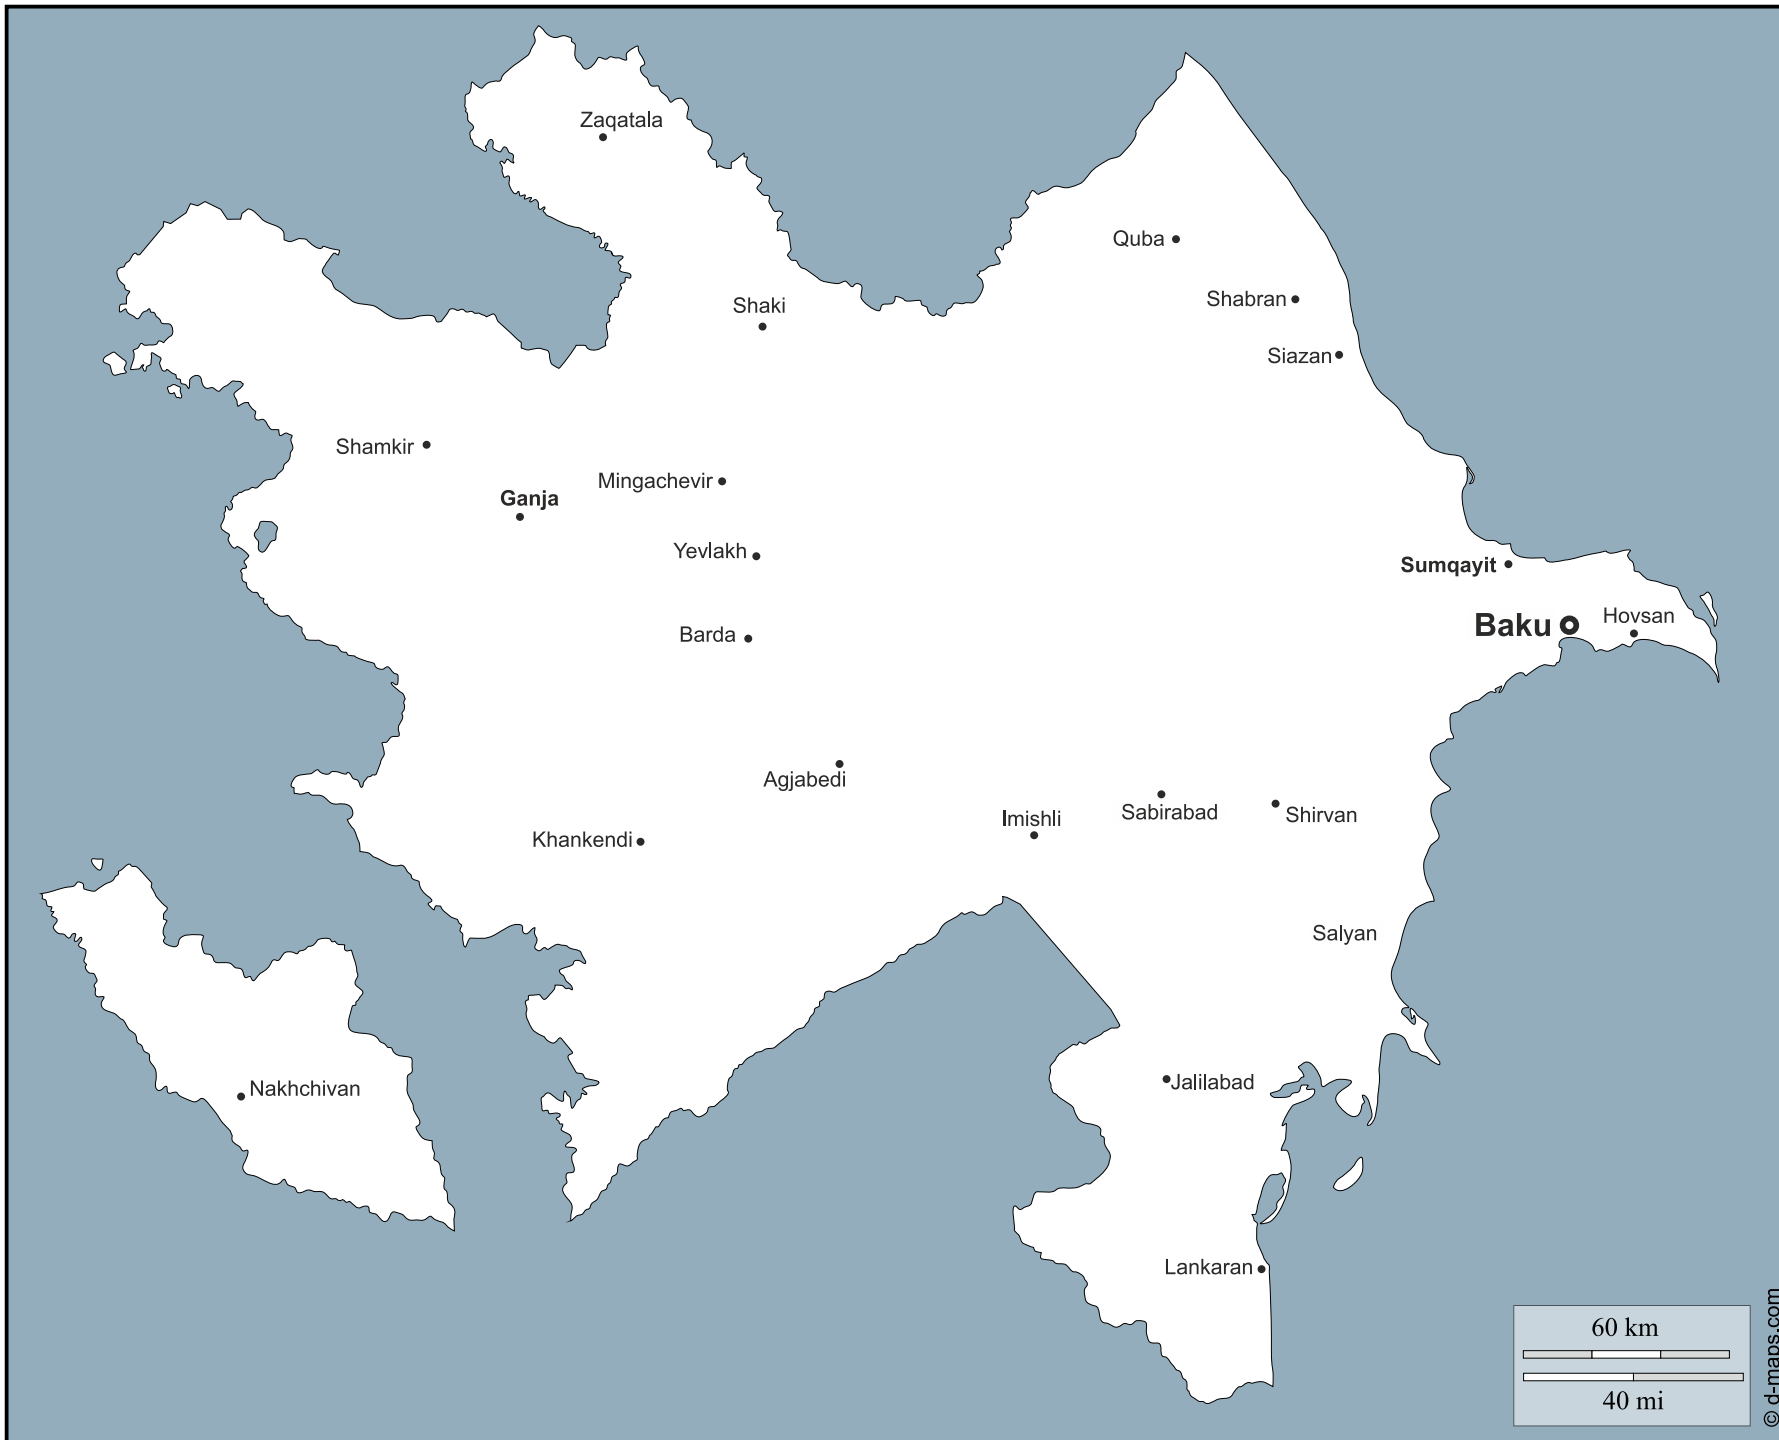 Zaqatala
Quba
Shabran
Shaki
Siazan
Shamkir
Mingachevir
Ganja
Yevlakh
Sumqayit
Hovsan
Baku
Barda
Agjabedi
Sabirabad
Shirvan
Imishli
Khankendi
Salyan
Jalilabad
Nakhchivan
Lankaran
60 km
40 mi
© d-maps.com